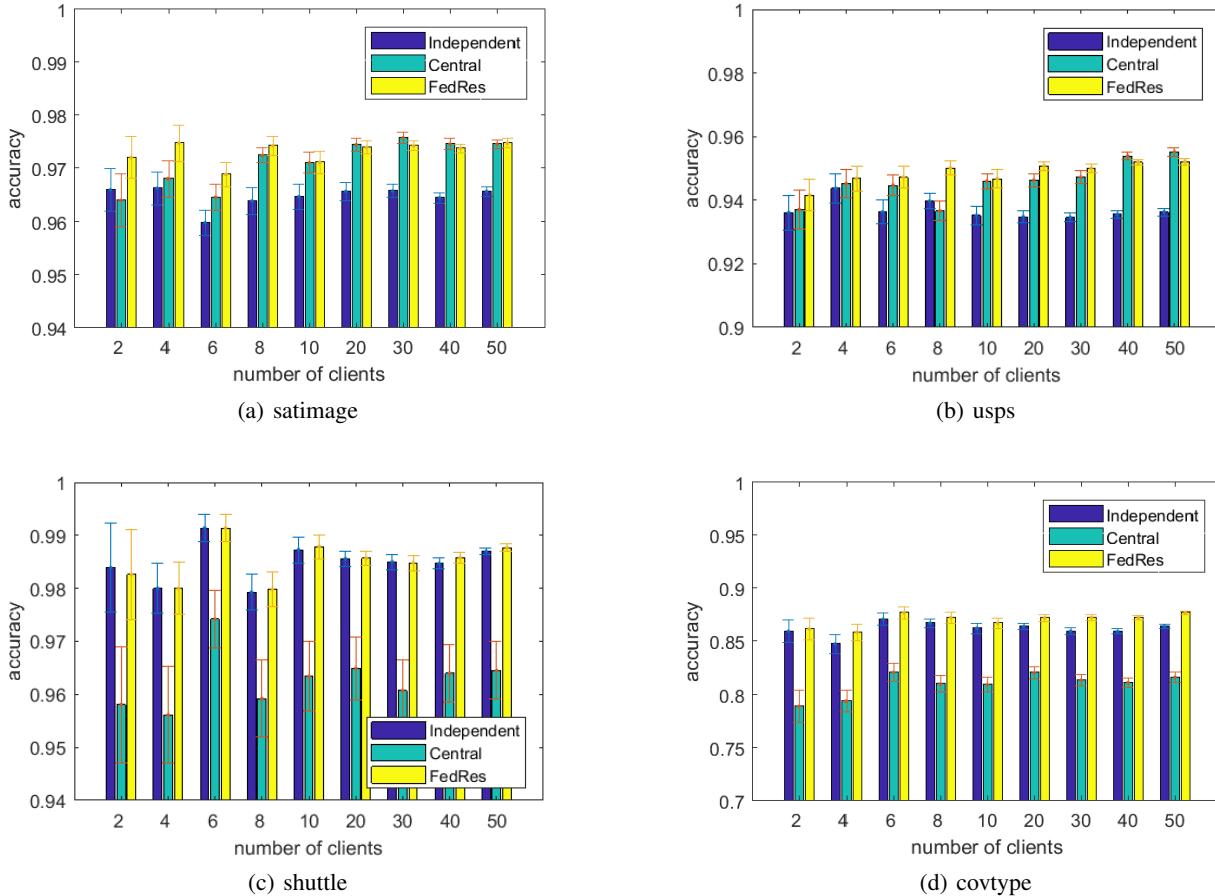 1
0.99
0.98
0.97
0.96
0.95
0.94
accuracy
Independent
Central
FedRes
2 4 6 8 10 20 30 40 50
number of clients
(a) satimage
1
0.98
0.96
0.94
0.92
0.9
accuracy
Independent
Central
FedRes
2 4 6 8 10 20 30 40 50
number of clients
(b) usps
1
0.99
0.98
0.97
0.96
0.95
0.94
accuracy
Independent
Central
FedRes
2 4 6 8 10 20 30 40 50
number of clients
(c) shuttle
1
0.95
0.9
0.85
0.8
0.75
0.7
accuracy
Independent
Central
FedRes
2 4 6 8 10 20 30 40 50
number of clients
(d) covtype